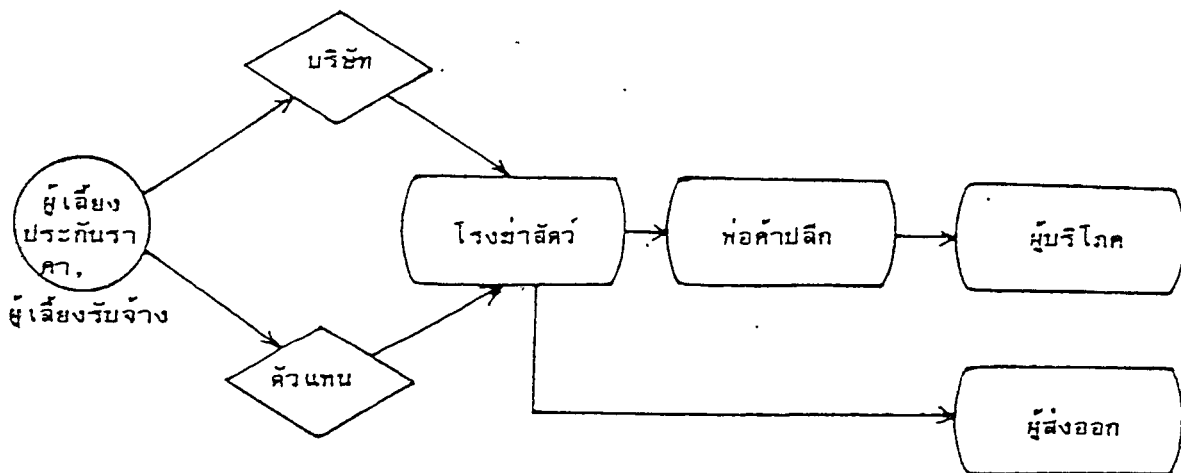 บริษัท
ผู้เลี้ยง
ประกันรา
คา,
ผู้เลี้ยงรับจ้าง
ตัวแทน
โรงฆ่าสัตว์
พ่อค้าปลีก
ผู้บริโภค
ผู้ส่งออก